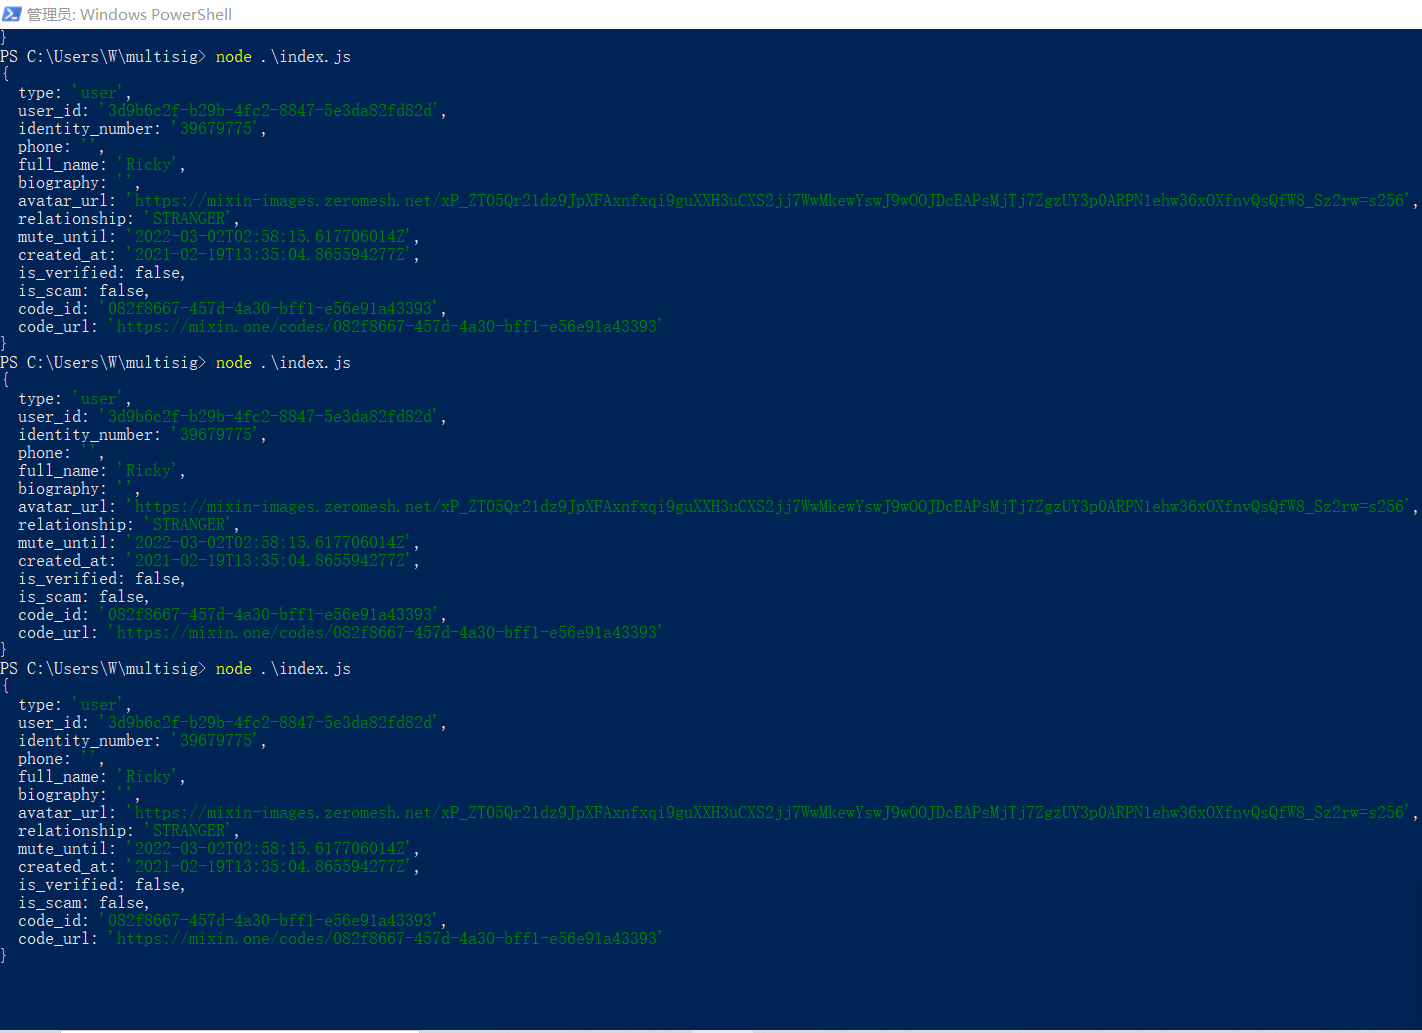 管理员: Windows PowerShell
}
PS C:\Users\W\multisig> node .\index.js
{
  type: 'user',
  user_id: '3d9b6c2f-b29b-4fc2-8847-5e3da82fd82d',
  identity_number: '39679775',
  phone: '',
  full_name: 'Ricky',
  biography: '',
  avatar_url: 'https://mixin-images.zeromesh.net/xP_ZT05Qr21dz9JpXFAxnfxqi9guXXH3uCXS2jj7WwMkewYswJ9wOOJDcEAPsMjTj7ZgzUY3p0ARPN1ehw36xOXfnvQsQfW8_Sz2rw=s256',
  relationship: 'STRANGER',
  mute_until: '2022-03-02T02:58:15.617706014Z',
  created_at: '2021-02-19T13:35:04.865594277Z',
  is_verified: false,
  is_scam: false,
  code_id: '082f8667-457d-4a30-bff1-e56e91a43393',
  code_url: 'https://mixin.one/codes/082f8667-457d-4a30-bff1-e56e91a43393'
}
PS C:\Users\W\multisig> node .\index.js
{
  type: 'user',
  user_id: '3d9b6c2f-b29b-4fc2-8847-5e3da82fd82d',
  identity_number: '39679775',
  phone: '',
  full_name: 'Ricky',
  biography: '',
  avatar_url: 'https://mixin-images.zeromesh.net/xP_ZT05Qr21dz9JpXFAxnfxqi9guXXH3uCXS2jj7WwMkewYswJ9wOOJDcEAPsMjTj7ZgzUY3p0ARPN1ehw36xOXfnvQsQfW8_Sz2rw=s256',
  relationship: 'STRANGER',
  mute_until: '2022-03-02T02:58:15.617706014Z',
  created_at: '2021-02-19T13:35:04.865594277Z',
  is_verified: false,
  is_scam: false,
  code_id: '082f8667-457d-4a30-bff1-e56e91a43393',
  code_url: 'https://mixin.one/codes/082f8667-457d-4a30-bff1-e56e91a43393'
}
PS C:\Users\W\multisig> node .\index.js
{
  type: 'user',
  user_id: '3d9b6c2f-b29b-4fc2-8847-5e3da82fd82d',
  identity_number: '39679775',
  phone: '',
  full_name: 'Ricky',
  biography: '',
  avatar_url: 'https://mixin-images.zeromesh.net/xP_ZT05Qr21dz9JpXFAxnfxqi9guXXH3uCXS2jj7WwMkewYswJ9wOOJDcEAPsMjTj7ZgzUY3p0ARPN1ehw36xOXfnvQsQfW8_Sz2rw=s256',
  relationship: 'STRANGER',
  mute_until: '2022-03-02T02:58:15.617706014Z',
  created_at: '2021-02-19T13:35:04.865594277Z',
  is_verified: false,
  is_scam: false,
  code_id: '082f8667-457d-4a30-bff1-e56e91a43393',
  code_url: 'https://mixin.one/codes/082f8667-457d-4a30-bff1-e56e91a43393'
}